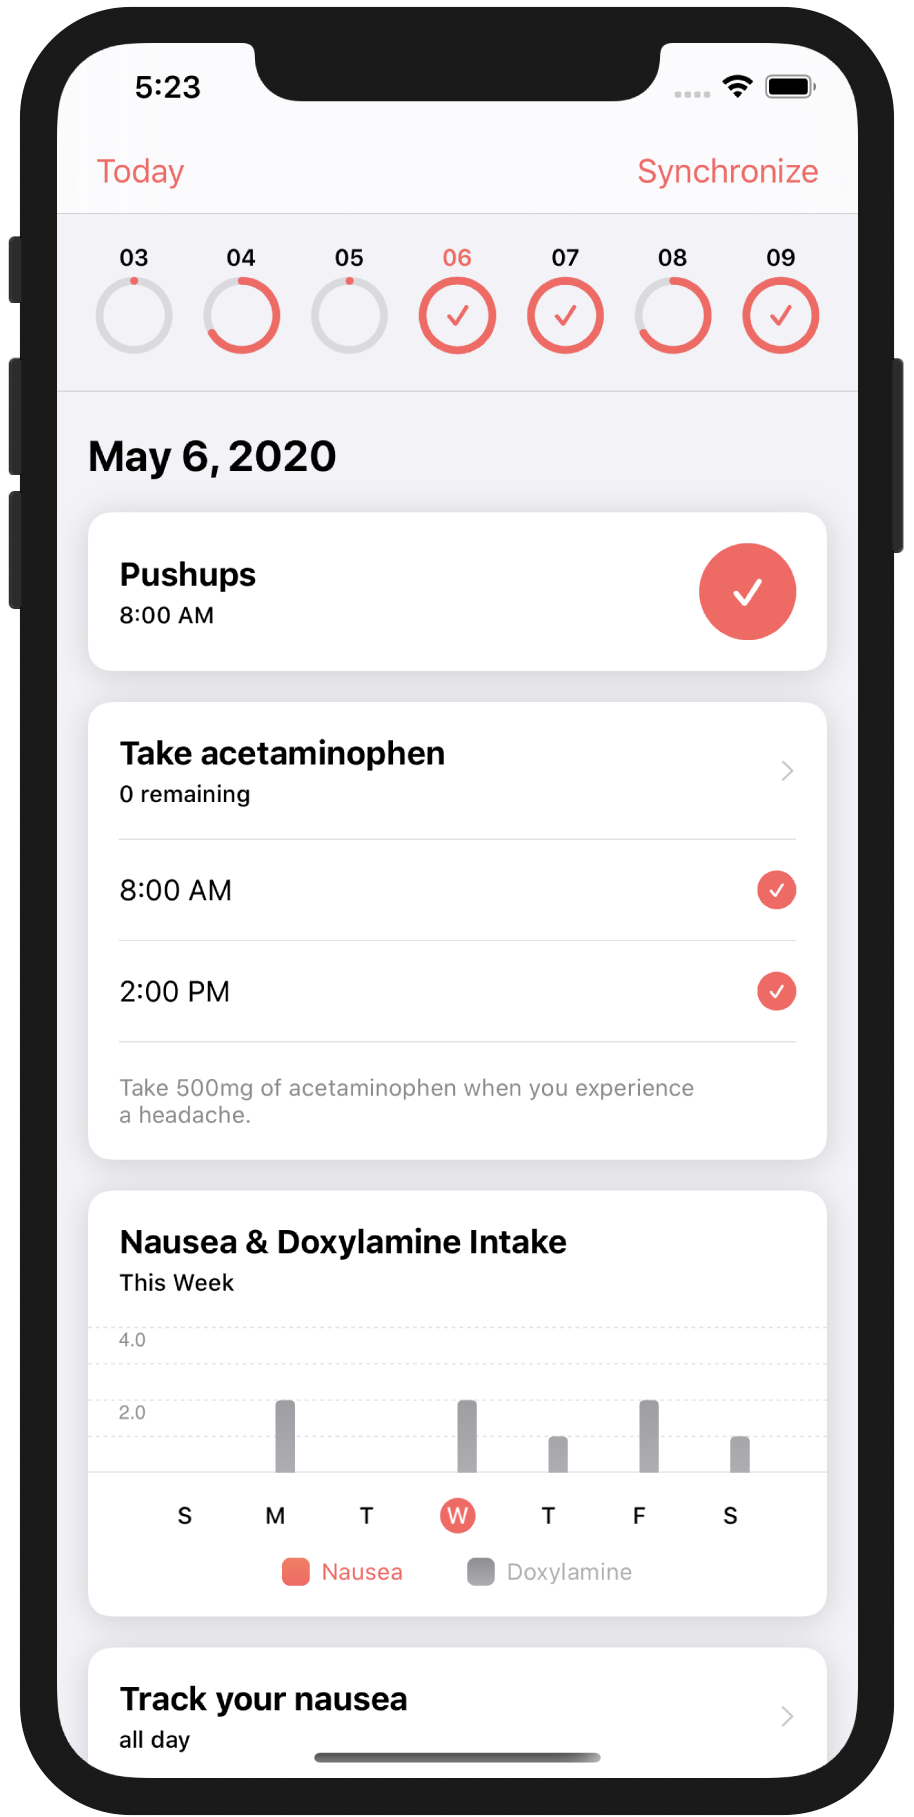 5:23
Today Synchronize
03 04 05 06 07 08 09
May 6, 2020
Pushups
8:00 AM
Take acetaminophen
0 remaining
8:00 AM
2:00 PM
Take 500mg of acetaminophen when you experience
a headache.
Nausea & Doxylamine Intake
This Week
4.0
2.0
S M T W T F S
Nausea Doxylamine
Track your nausea
all day